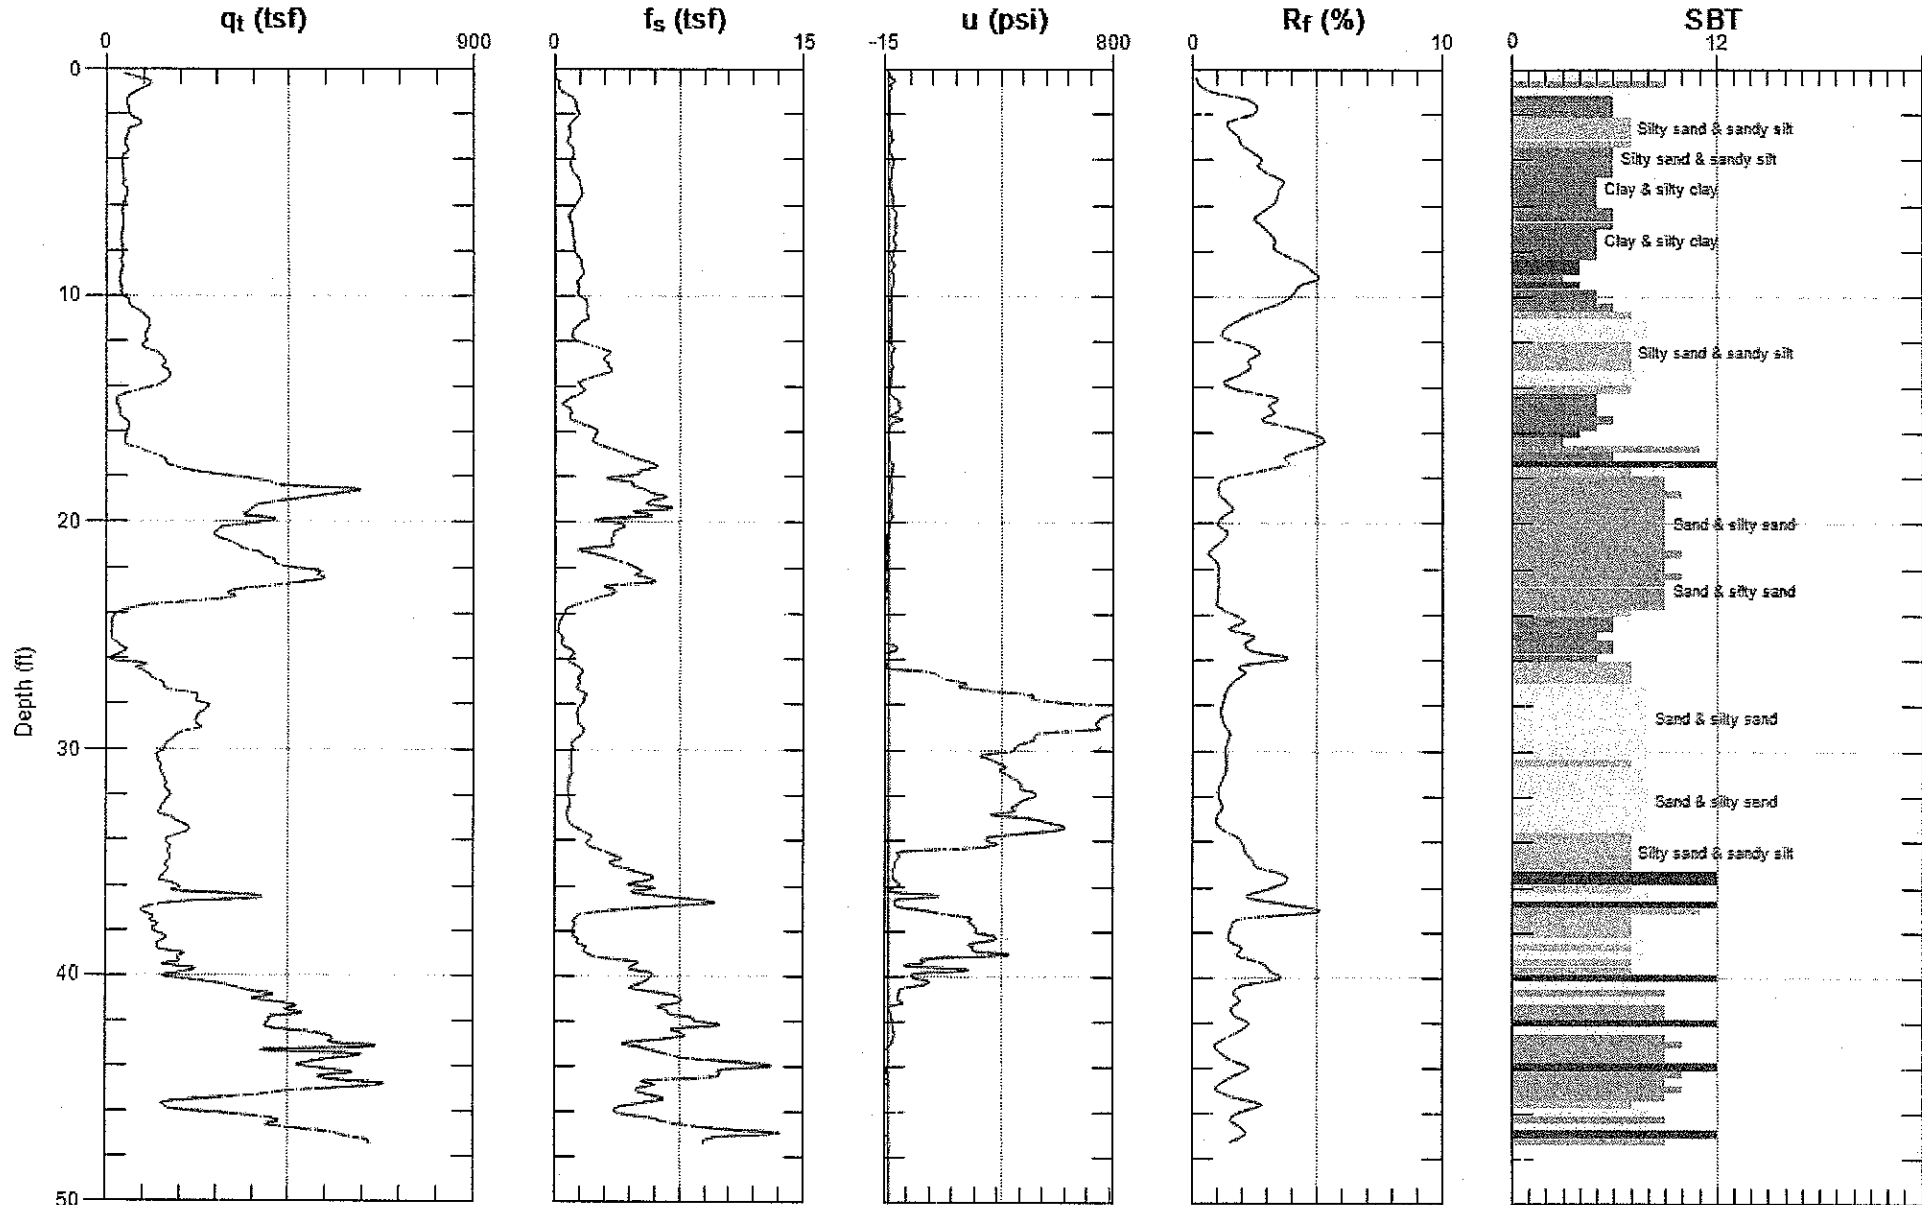 qt (tsf)
fs (tsf)
u (psi)
Rf (%)
SBT
0
900
0
15
-15
800
0
10
0
12
0
Silty sand & sandy silt
Silty sand & sandy silt
Clay & silty clay
Clay & silty clay
10
Silty sand & sandy silt
20
Sand & silty sand
Sand & silty sand
Depth (ft)
Sand & silty sand
30
Sand & silty sand
Silty sand & sandy silt
40
50